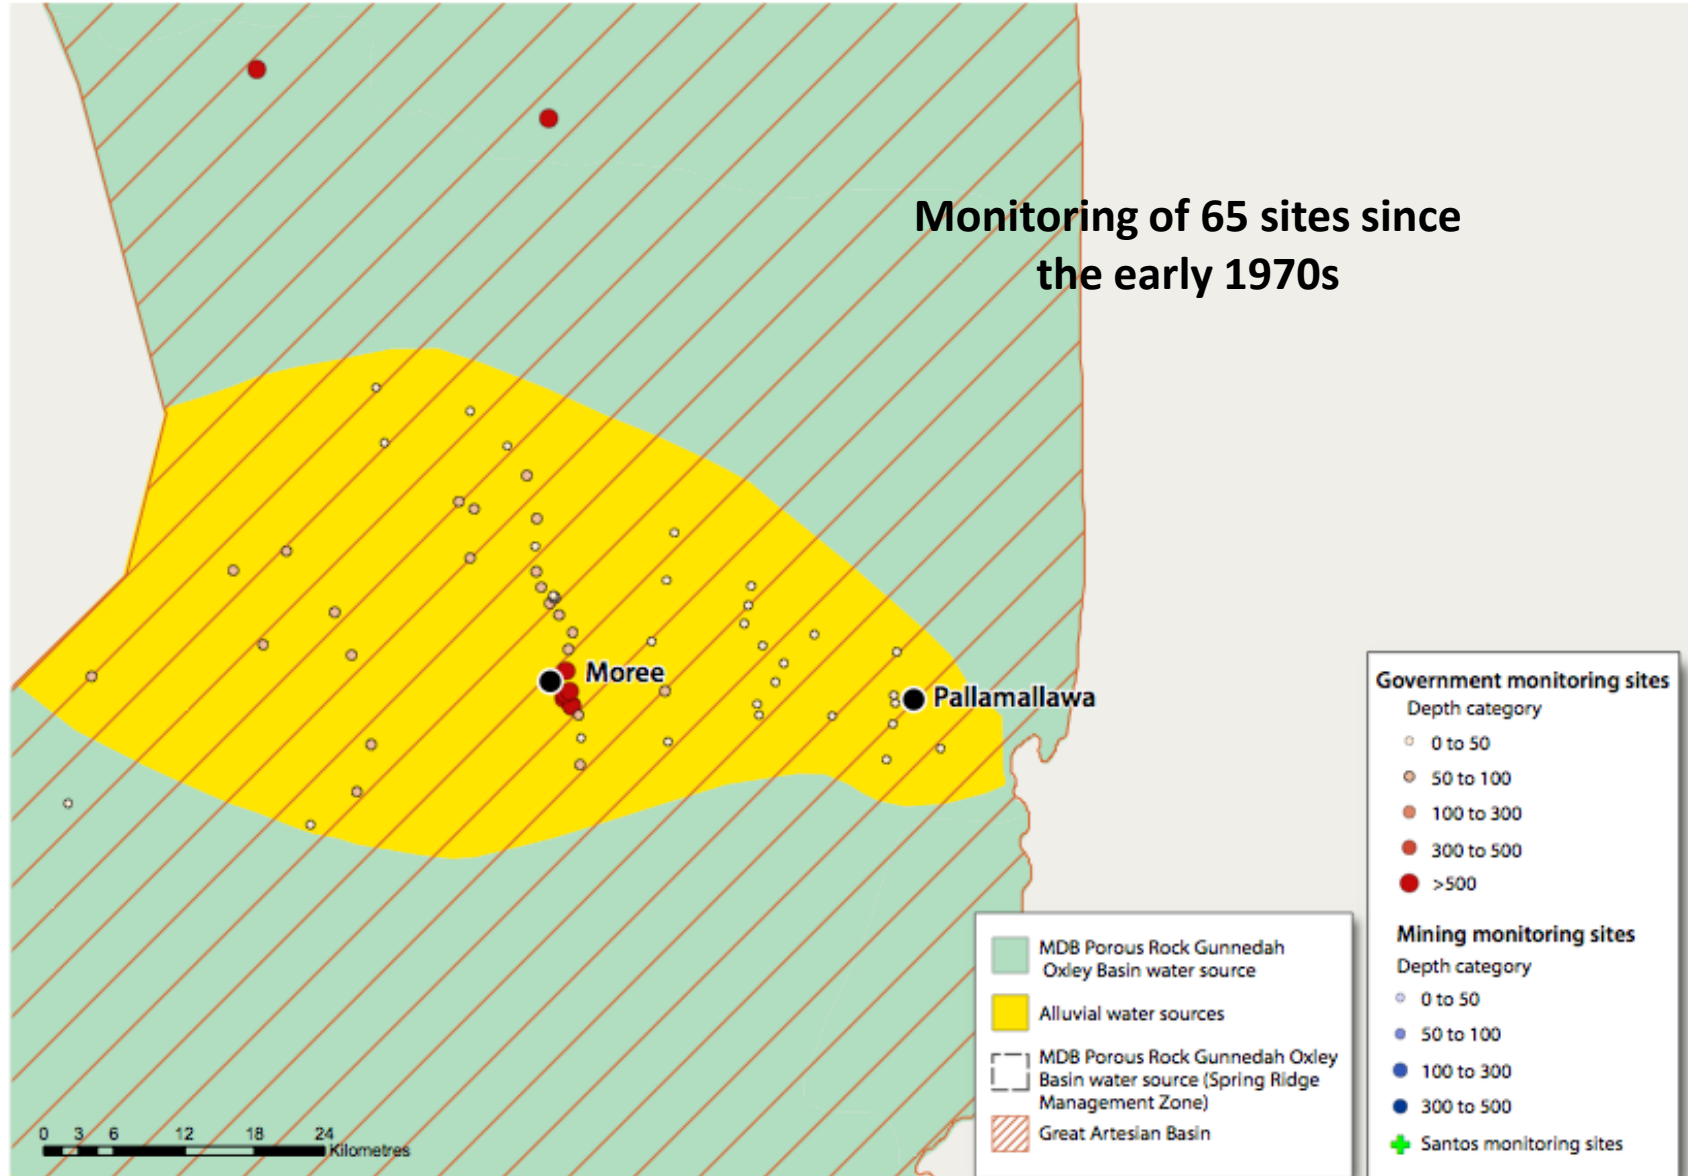 Monitoring of 65 sites since
the early 1970s
Moree
Pallamallawa
Government monitoring sites
Depth category
0 to 50
50 to 100
100 to 300
300 to 500
>500
Mining monitoring sites
Depth category
0 to 50
50 to 100
100 to 300
300 to 500
Santos monitoring sites
MDB Porous Rock Gunnedah
Oxley Basin water source
Alluvial water sources
MDB Porous Rock Gunnedah Oxley
Basin water source (Spring Ridge
Management Zone)
Great Artesian Basin
0 3 6 12 18 24
Kilometres